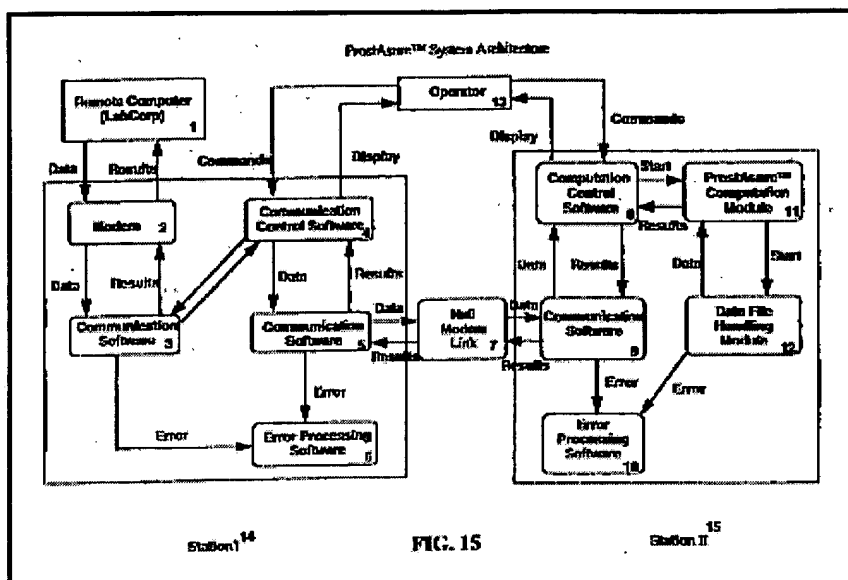 ProstAsure™ System Architecture
Remote Computer
(LabCorp)
1
Operator
13
Data
Results
Commands
Display
Display
Commands
Modem
2
Communication
Control Software
4
Computation
Control
Software
8
Start
Results
ProstAsure™
Computation
Module
11
Data
Results
Data
Results
Data
Results
Data
Start
Communication
Software
3
Communication
Software
5
Data
Results
Null
Modem
Link
7
Data
Results
Communication
Software
9
Data File
Handling
Module
12
Error
Error
Error
Error
Error Processing
Software
6
Error
Processing
Software
10
Station I
14
FIG. 15
Station II
15